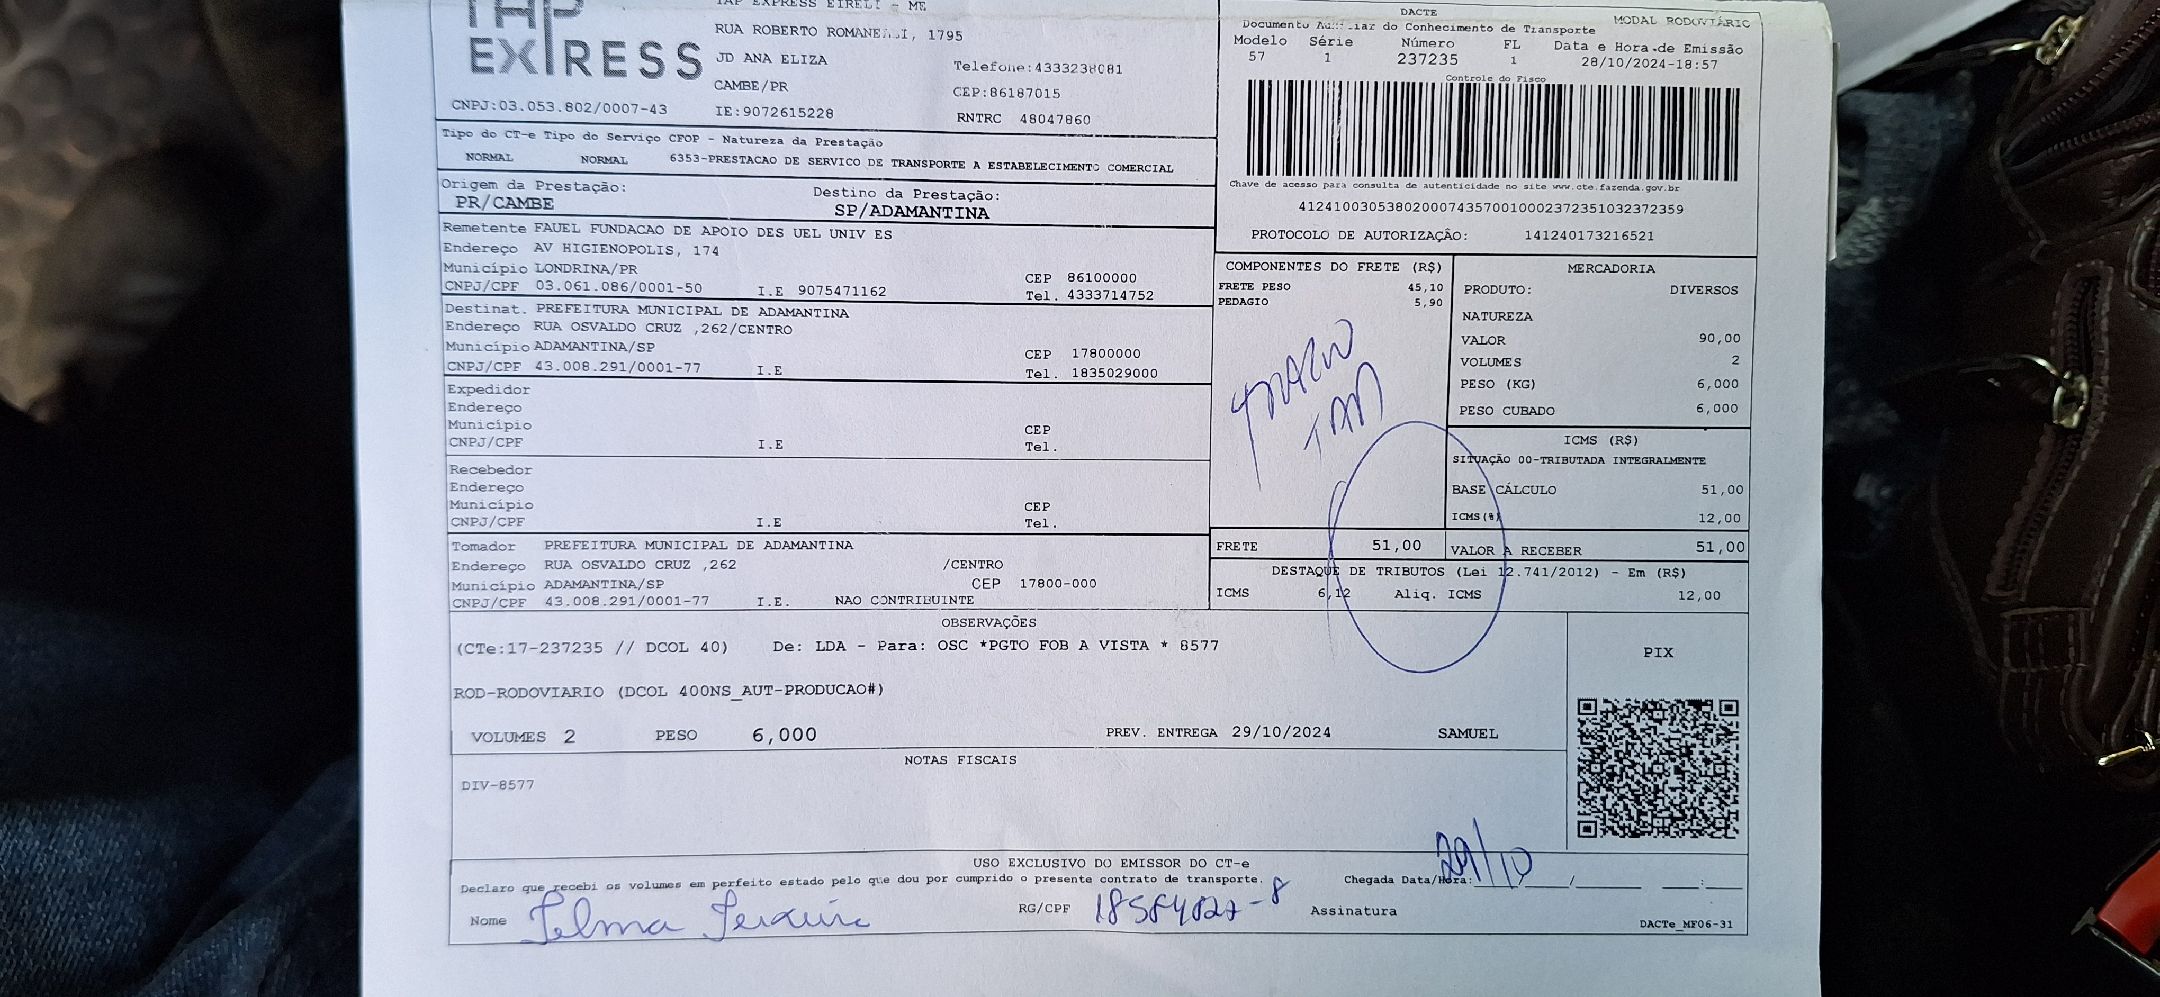 TAP EXPRESS EIRELI - ME
EXPRESS
RUA ROBERTO ROMANELLI, 1795
JD ANA ELIZA
Telefone:4333238081
CAMBE/PR
CEP:86187015
CNPJ:03.053.802/0007-43
IE:9072615228
RNTRC 48047860
DACTE
MODAL RODOVIÁRIO
Documento Auxiliar do Conhecimento de Transporte
Modelo Série Número FL Data e Hora de Emissão
57 1 237235 1 28/10/2024-18:57
Controle do Fisco
Chave de acesso para consulta de autenticidade no site www.cte.fazenda.gov.br
41241003053802000743570010002372351032372359
PROTOCOLO DE AUTORIZAÇÃO: 141240173216521
Tipo do CT-e Tipo do Serviço CFOP - Natureza da Prestação
NORMAL NORMAL 6353-PRESTACAO DE SERVICO DE TRANSPORTE A ESTABELECIMENTO COMERCIAL
Origem da Prestação: Destino da Prestação:
PR/CAMBE SP/ADAMANTINA
Remetente FAUEL FUNDACAO DE APOIO DES UEL UNIV ES
Endereço AV HIGIENOPOLIS, 174
Município LONDRINA/PR CEP 86100000
CNPJ/CPF 03.061.086/0001-50 I.E 9075471162 Tel. 4333714752
Destinat. PREFEITURA MUNICIPAL DE ADAMANTINA
Endereço RUA OSVALDO CRUZ ,262/CENTRO
Município ADAMANTINA/SP CEP 17800000
CNPJ/CPF 43.008.291/0001-77 I.E Tel. 1835029000
Expedidor
Endereço
Município CEP
CNPJ/CPF I.E Tel.
Recebedor
Endereço
Município CEP
CNPJ/CPF I.E Tel.
Tomador PREFEITURA MUNICIPAL DE ADAMANTINA
Endereço RUA OSVALDO CRUZ ,262 /CENTRO
Município ADAMANTINA/SP CEP 17800-000
CNPJ/CPF 43.008.291/0001-77 I.E. NAO CONTRIBUINTE
COMPONENTES DO FRETE (R$)
FRETE PESO 45,10
PEDAGIO 5,90
TAM
MERCADORIA
PRODUTO: DIVERSOS
NATUREZA
VALOR 90,00
VOLUMES 2
PESO (KG) 6,000
PESO CUBADO 6,000
ICMS (R$)
SITUAÇÃO 00-TRIBUTADA INTEGRALMENTE
BASE CÁLCULO 51,00
ICMS(%) 12,00
FRETE 51,00 VALOR A RECEBER 51,00
DESTAQUE DE TRIBUTOS (Lei 12.741/2012) - Em (R$)
ICMS 6,12 Aliq. ICMS 12,00
OBSERVAÇÕES
(CTe:17-237235 // DCOL 40) De: LDA - Para: OSC *PGTO FOB A VISTA * 8577
ROD-RODOVIARIO (DCOL 400NS_AUT-PRODUCAO#)
VOLUMES 2 PESO 6,000 PREV. ENTREGA 29/10/2024 SAMUEL
PIX
NOTAS FISCAIS
DIV-8577
USO EXCLUSIVO DO EMISSOR DO CT-e
Declaro que recebi os volumes em perfeito estado pelo que dou por cumprido o presente contrato de transporte. Chegada Data/Hora: 29/10
Nome Telma Teixeira RG/CPF 18584827-8 Assinatura
DACTe_MF06-31